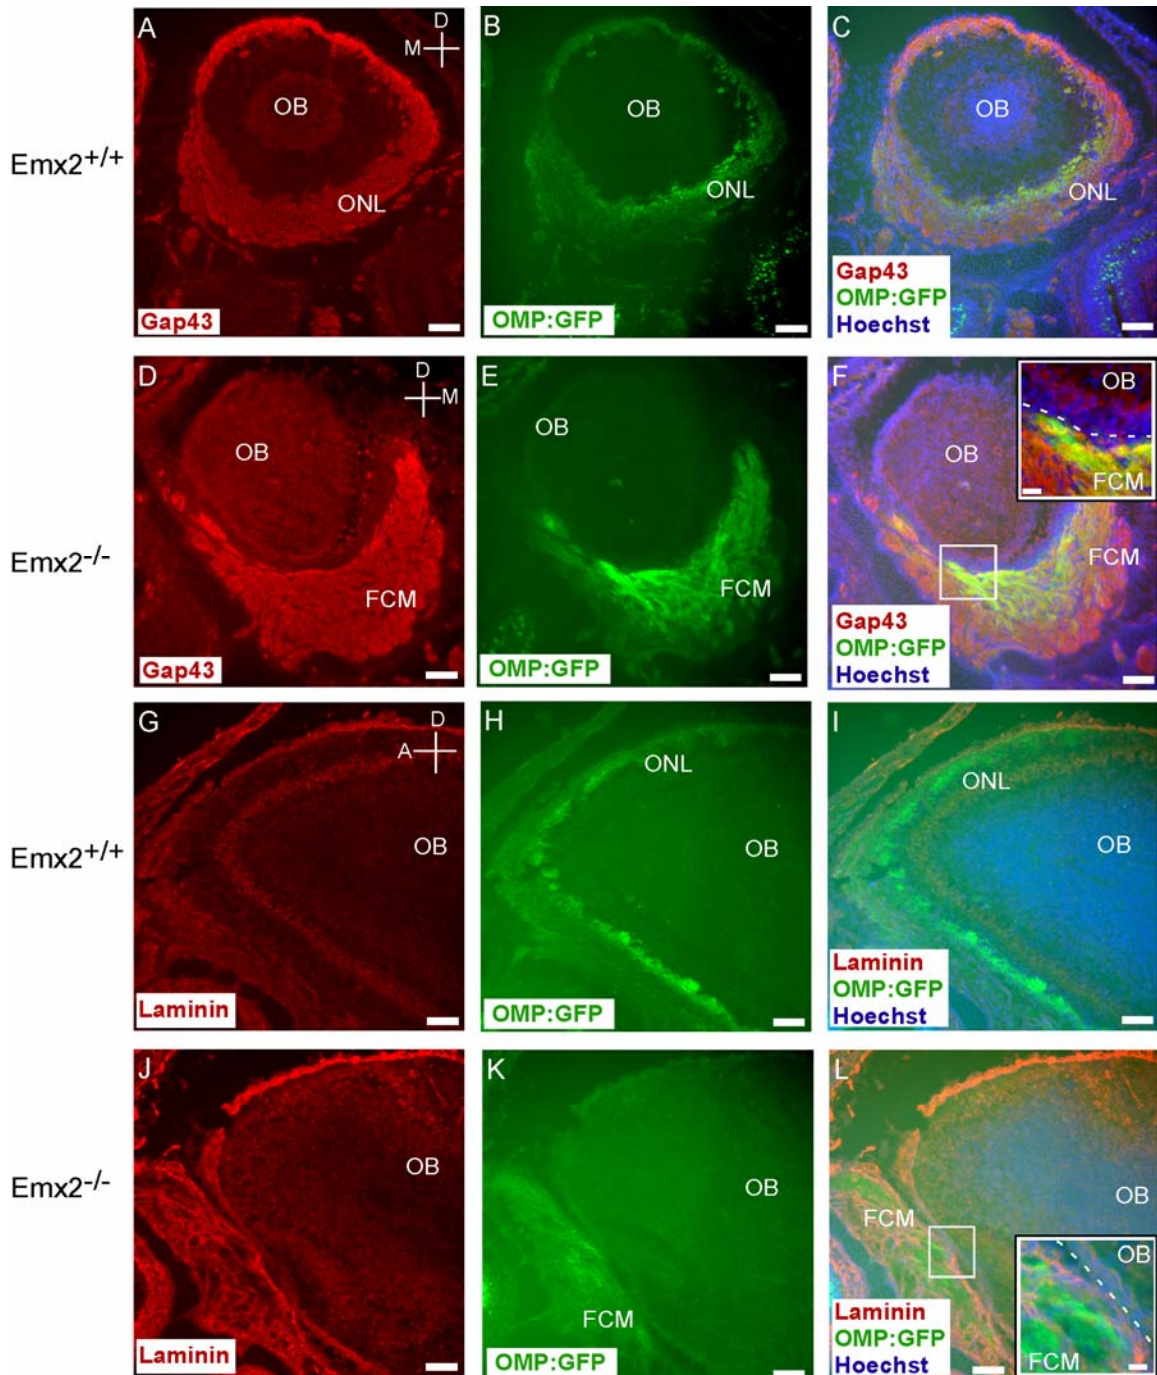 A
D
M
OB
ONL
Gap43
B
OB
ONL
OMP:GFP
C
OB
ONL
Gap43
OMP:GFP
Hoechst
Emx2+/+
D
D
M
OB
FCM
Gap43
E
OB
FCM
OMP:GFP
F
OB
FCM
OB
FCM
Gap43
OMP:GFP
Hoechst
Emx2-/-
G
D
A
OB
Laminin
H
ONL
OB
OMP:GFP
I
ONL
OB
Laminin
OMP:GFP
Hoechst
Emx2+/+
J
OB
Laminin
K
OB
FCM
OMP:GFP
L
OB
FCM
OB
FCM
Laminin
OMP:GFP
Hoechst
Emx2-/-